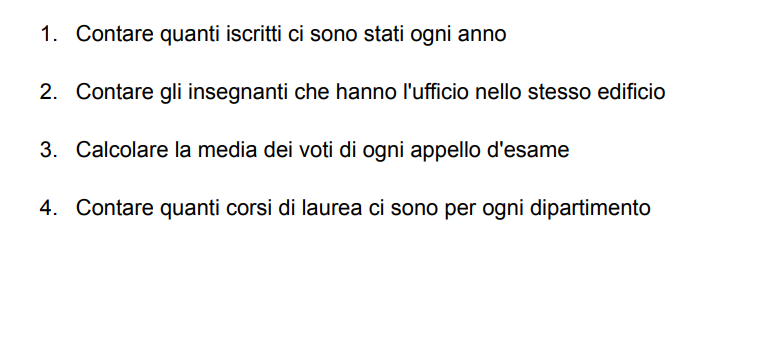 1. Contare quanti iscritti ci sono stati ogni anno
2. Contare gli insegnanti che hanno l'ufficio nello stesso edificio
3. Calcolare la media dei voti di ogni appello d'esame
4. Contare quanti corsi di laurea ci sono per ogni dipartimento